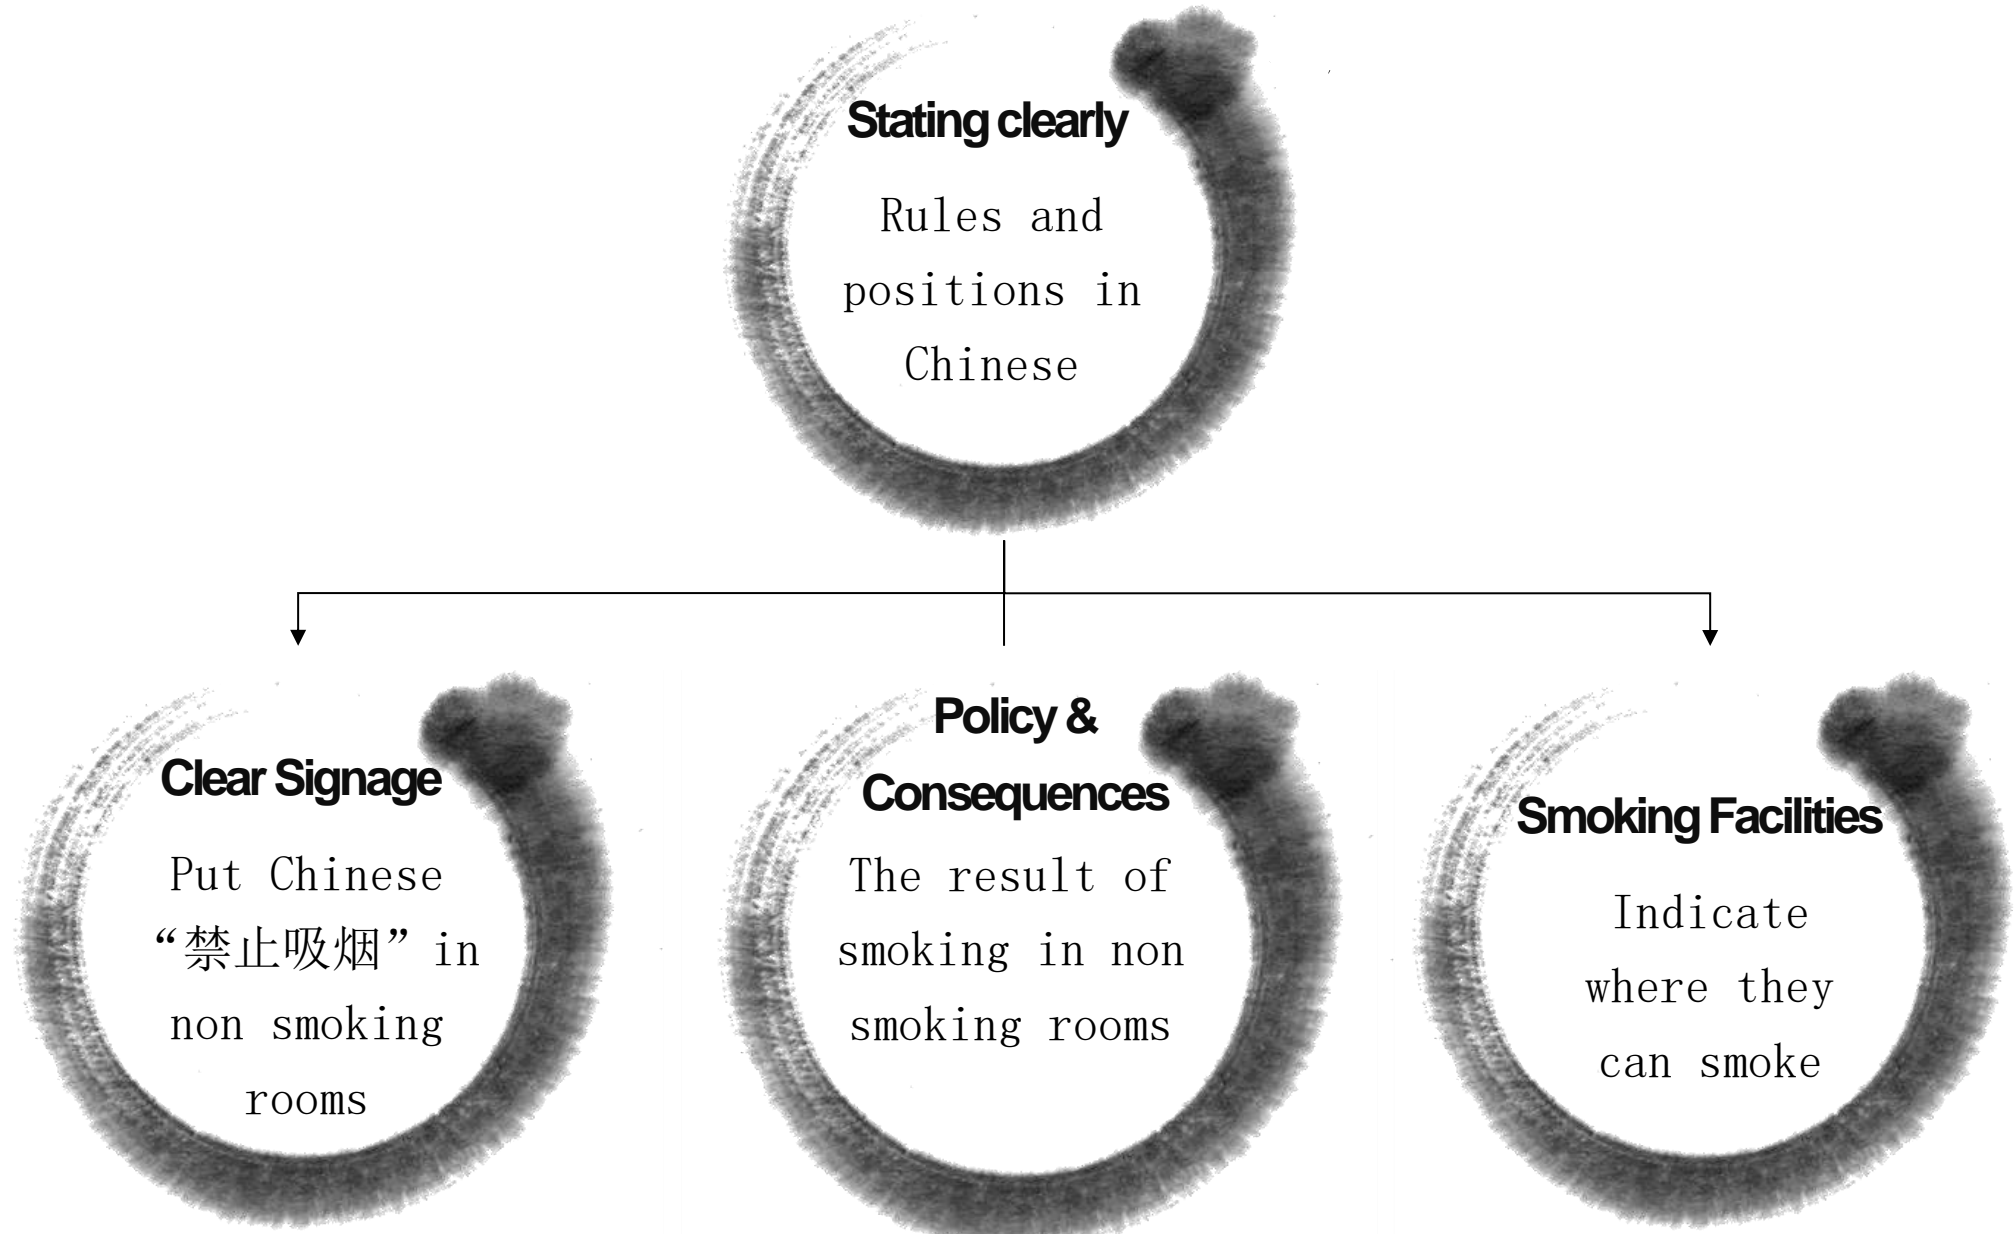 Stating clearly
Rules and
positions in
Chinese
Clear Signage
Put Chinese
“禁止吸烟”in
non smoking
rooms
Policy &
Consequences
The result of
smoking in non
smoking rooms
Smoking Facilities
Indicate
where they
can smoke